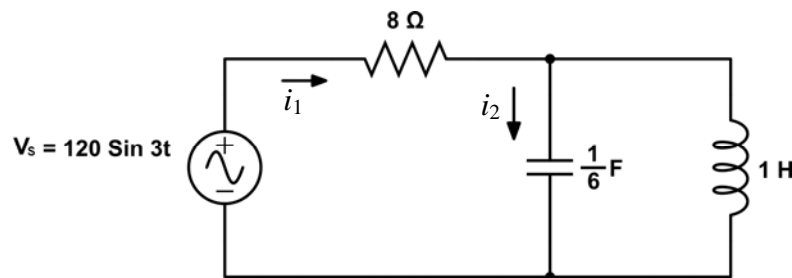 8 Ω
i₁
i₂
Vₛ = 120 Sin 3t
+
−
1/6 F
1 H